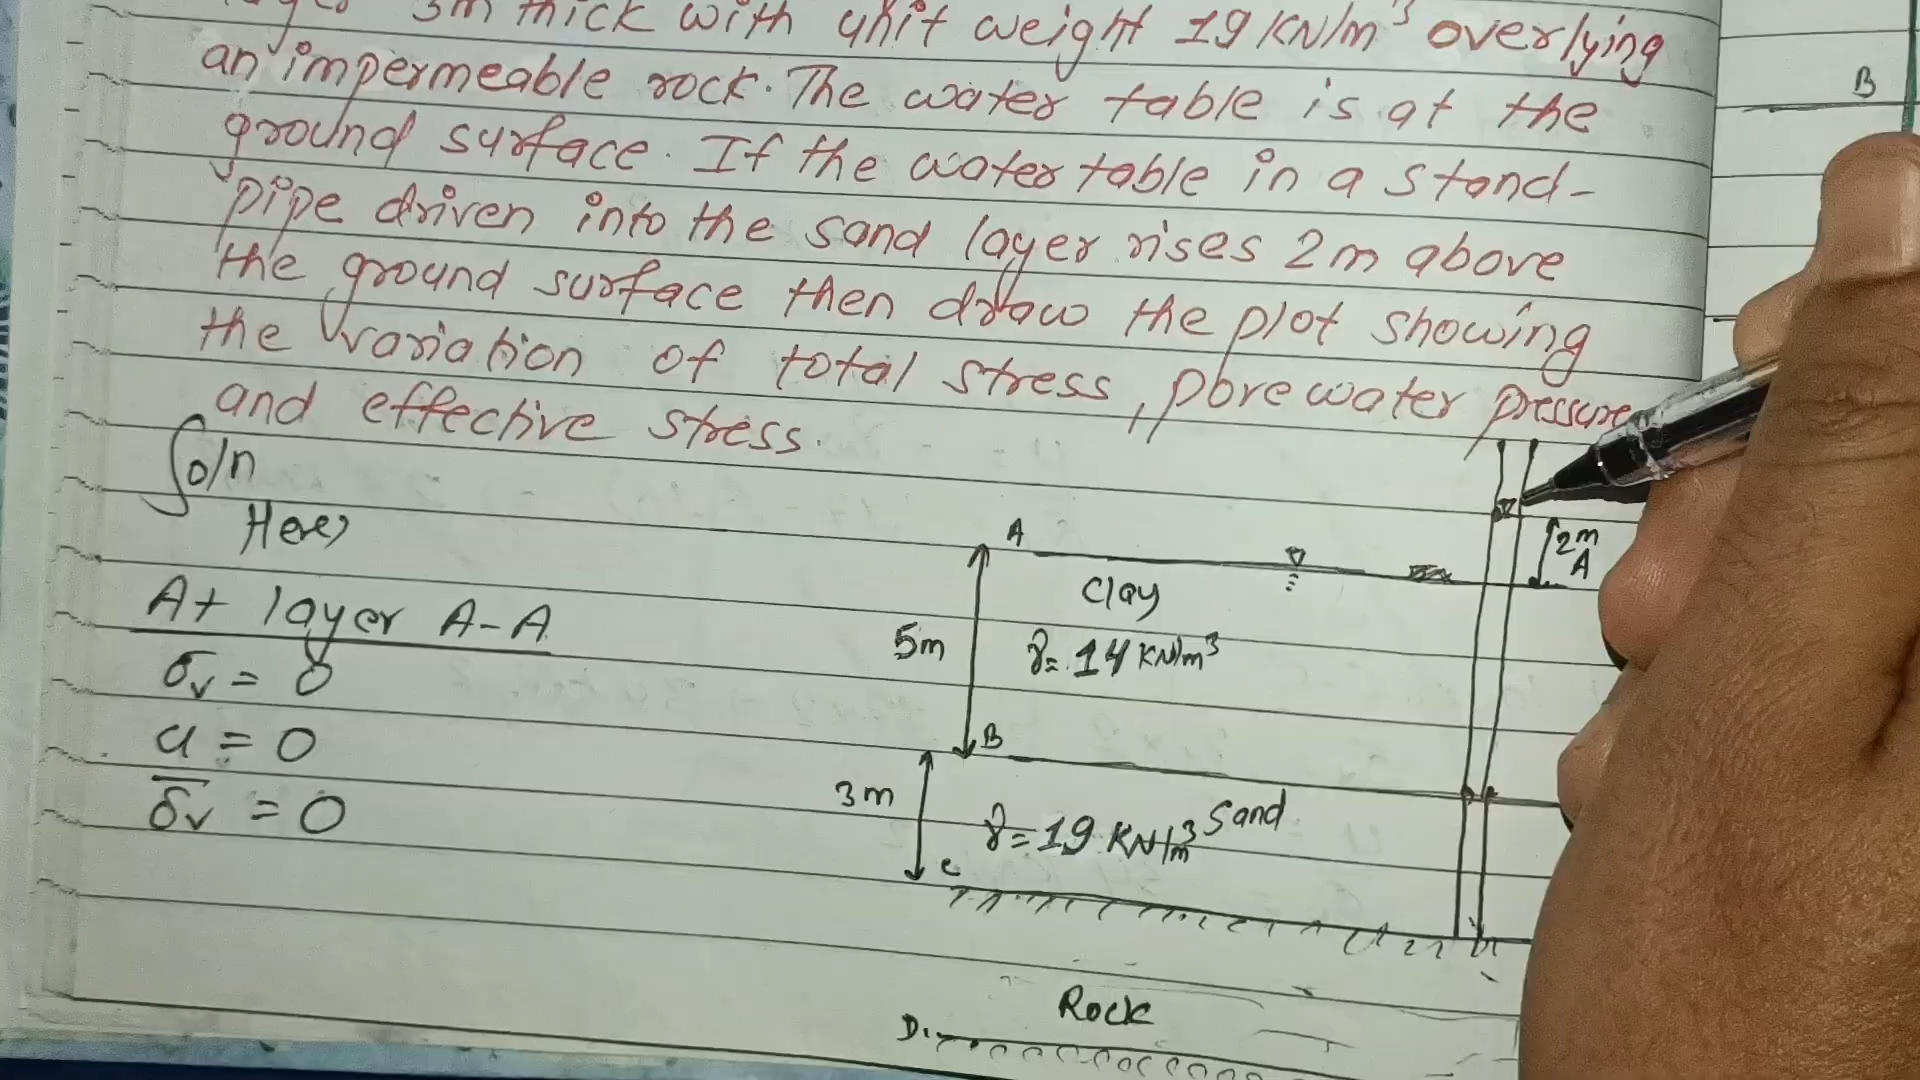 3m thick with unit weight 19 KN/m³ overlying
an impermeable rock. The water table is at the
ground surface. If the water table in a stand-
pipe driven into the sand layer rises 2m above
the ground surface then draw the plot showing
the variation of total stress, pore water pressure
and effective stress.
Soln
Here,
At layer A-A
σv = 0
u = 0
σ̅v = 0
A
2m
A
Clay
5m
γ = 14 KN/m³
B
3m
γ = 19 KN/m³ Sand
C
Rock
D
B